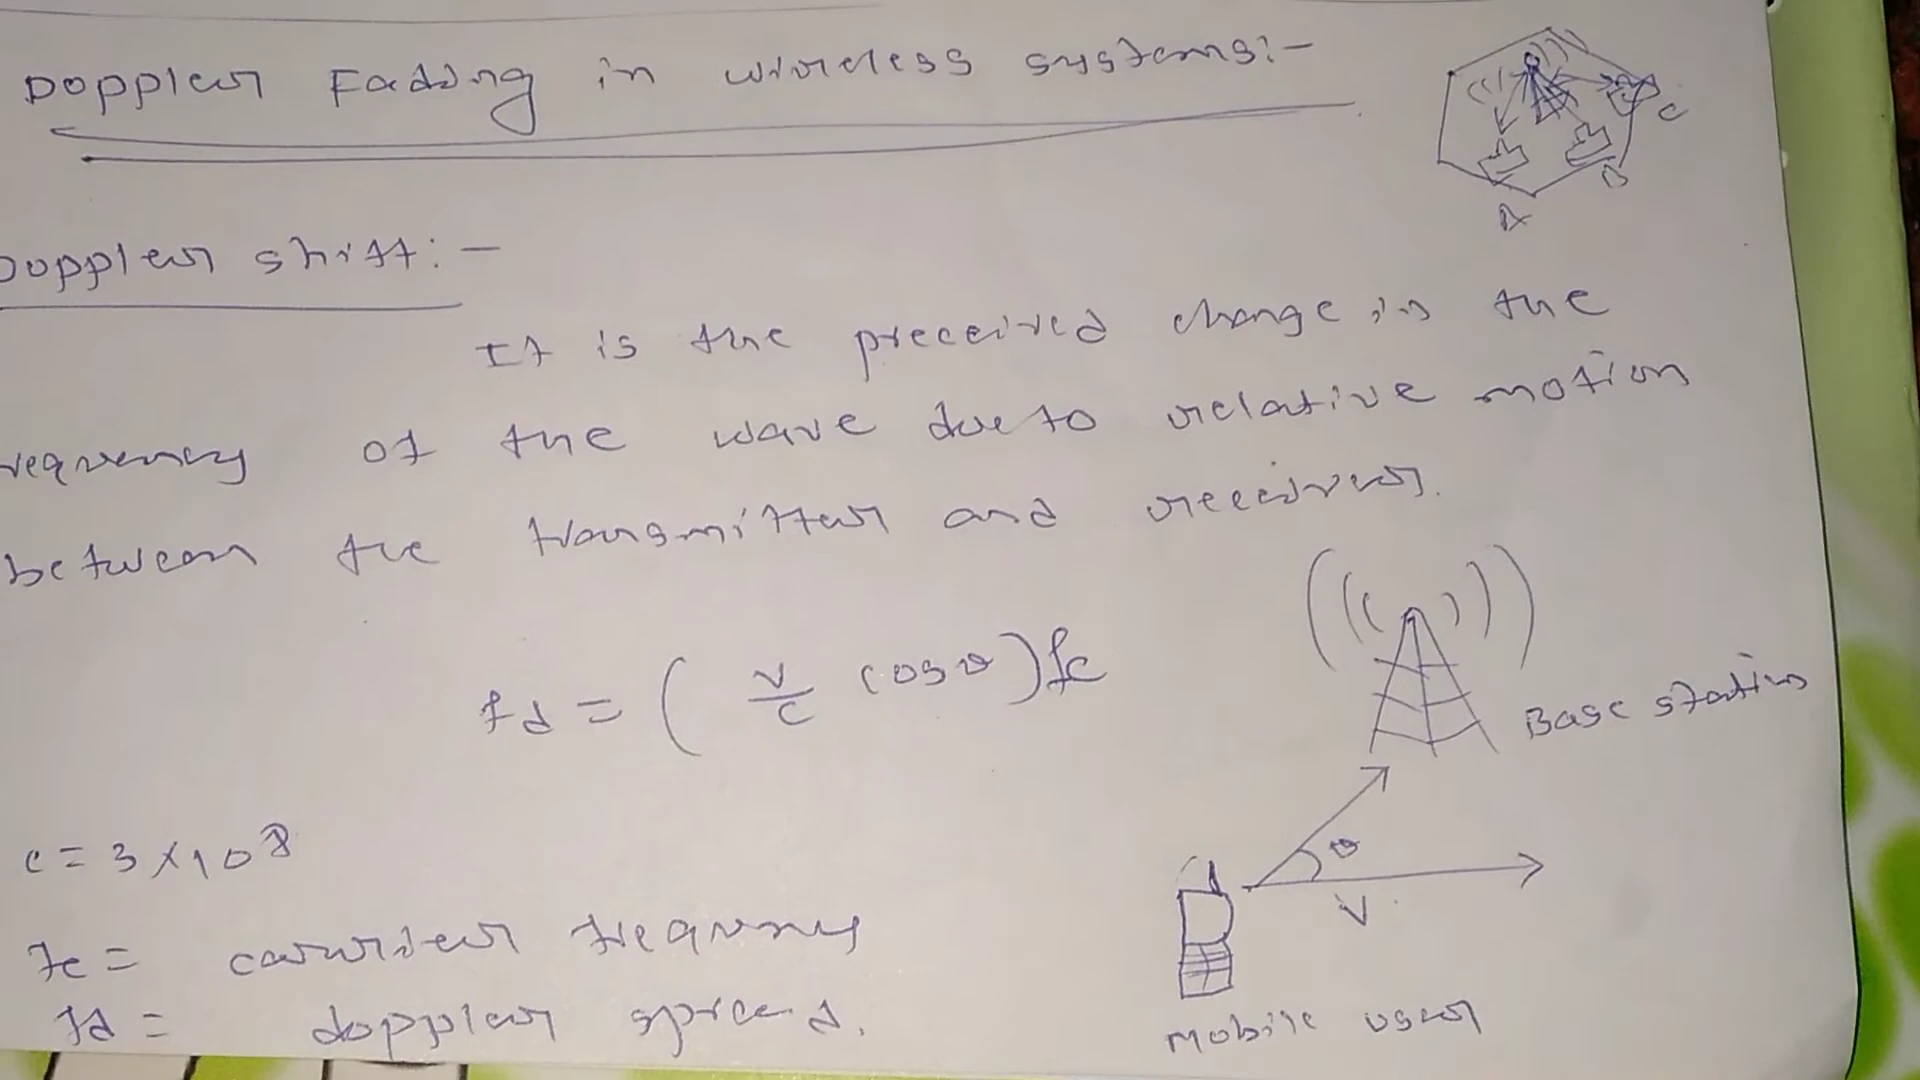 Doppler Fading in wireless systems:-
C
B
A
Doppler shift:-
It is the preceived change in the
requency of the wave due to relative motion
between the transmitter and receiver.
fd = ( v/c cos θ ) fc
Base station
θ
v
c = 3 × 10⁸
fc = carrier frequency
fd = doppler spread.
Mobile user